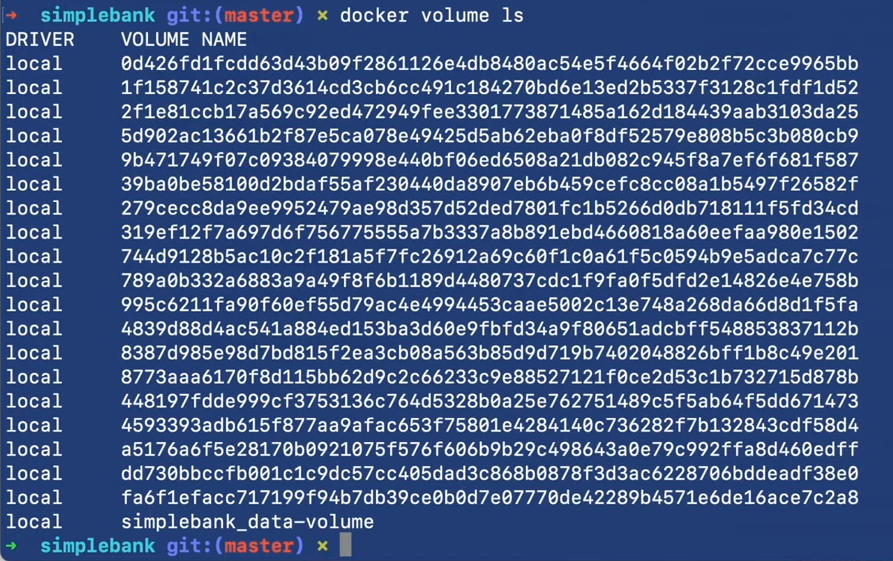 ➜ simplebank git:(master) × docker volume ls
DRIVER VOLUME NAME
local 0d426fd1fcdd63d43b09f2861126e4db8480ac54e5f4664f02b2f72cce9965bb
local 1f158741c2c37d3614cd3cb6cc491c184270bd6e13ed2b5337f3128c1fdf1d52
local 2f1e81ccb17a569c92ed472949fee3301773871485a162d184439aab3103da25
local 5d902ac13661b2f87e5ca078e49425d5ab62eba0f8df52579e808b5c3b080cb9
local 9b471749f07c09384079998e440bf06ed6508a21db082c945f8a7ef6f681f587
local 39ba0be58100d2bdaf55af230440da8907eb6b459cefc8cc08a1b5497f26582f
local 279cecc8da9ee9952479ae98d357d52ded7801fc1b5266d0db718111f5fd34cd
local 319ef12f7a697d6f756775555a7b3337a8b891ebd4660818a60eefaa980e1502
local 744d9128b5ac10c2f181a5f7fc26912a69c60f1c0a61f5c0594b9e5adca7c77c
local 789a0b332a6883a9a49f8f6b1189d4480737cdc1f9fa0f5dfd2e14826e4e758b
local 995c6211fa90f60ef55d79ac4e4994453caae5002c13e748a268da66d8d1f5fa
local 4839d88d4ac541a884ed153ba3d60e9fbfd34a9f80651adcbff548853837112b
local 8387d985e98d7bd815f2ea3cb08a563b85d9d719b7402048826bff1b8c49e201
local 8773aaa6170f8d115bb62d9c2c66233c9e88527121f0ce2d53c1b732715d878b
local 448197fdde999cf3753136c764d5328b0a25e762751489c5f5ab64f5dd671473
local 4593393adb615f877aa9afac653f75801e4284140c736282f7b132843cdf58d4
local a5176a6f5e28170b0921075f576f606b9b29c498643a0e79c992ffa8d460edff
local dd730bbccfb001c1c9dc57cc405dad3c868b0878f3d3ac6228706bddeadf38e0
local fa6f1efacc717199f94b7db39ce0b0d7e07770de42289b4571e6de16ace7c2a8
local simplebank_data-volume
➜ simplebank git:(master) ×